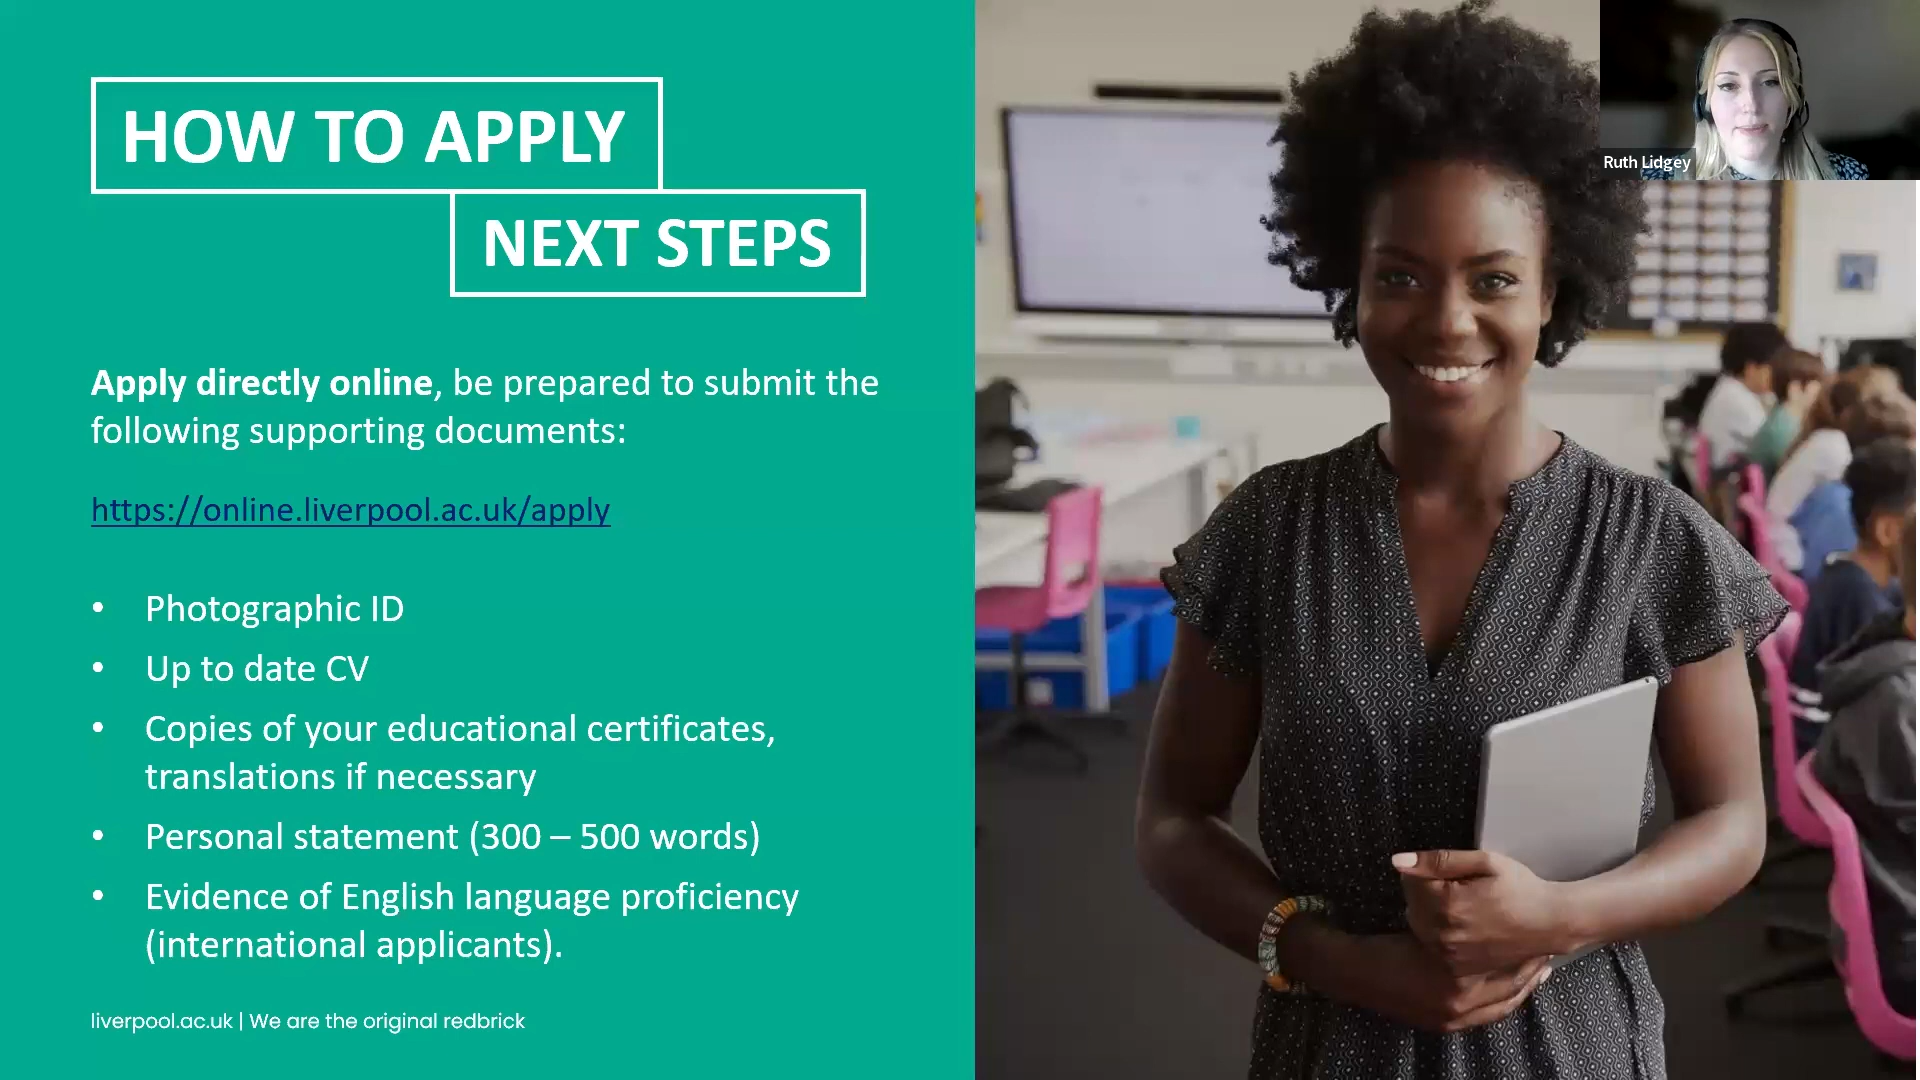 HOW TO APPLY
NEXT STEPS
Apply directly online, be prepared to submit the
following supporting documents:
https://online.liverpool.ac.uk/apply
• Photographic ID
• Up to date CV
• Copies of your educational certificates,
translations if necessary
• Personal statement (300 – 500 words)
• Evidence of English language proficiency
(international applicants).
liverpool.ac.uk | We are the original redbrick
Ruth Lidgey